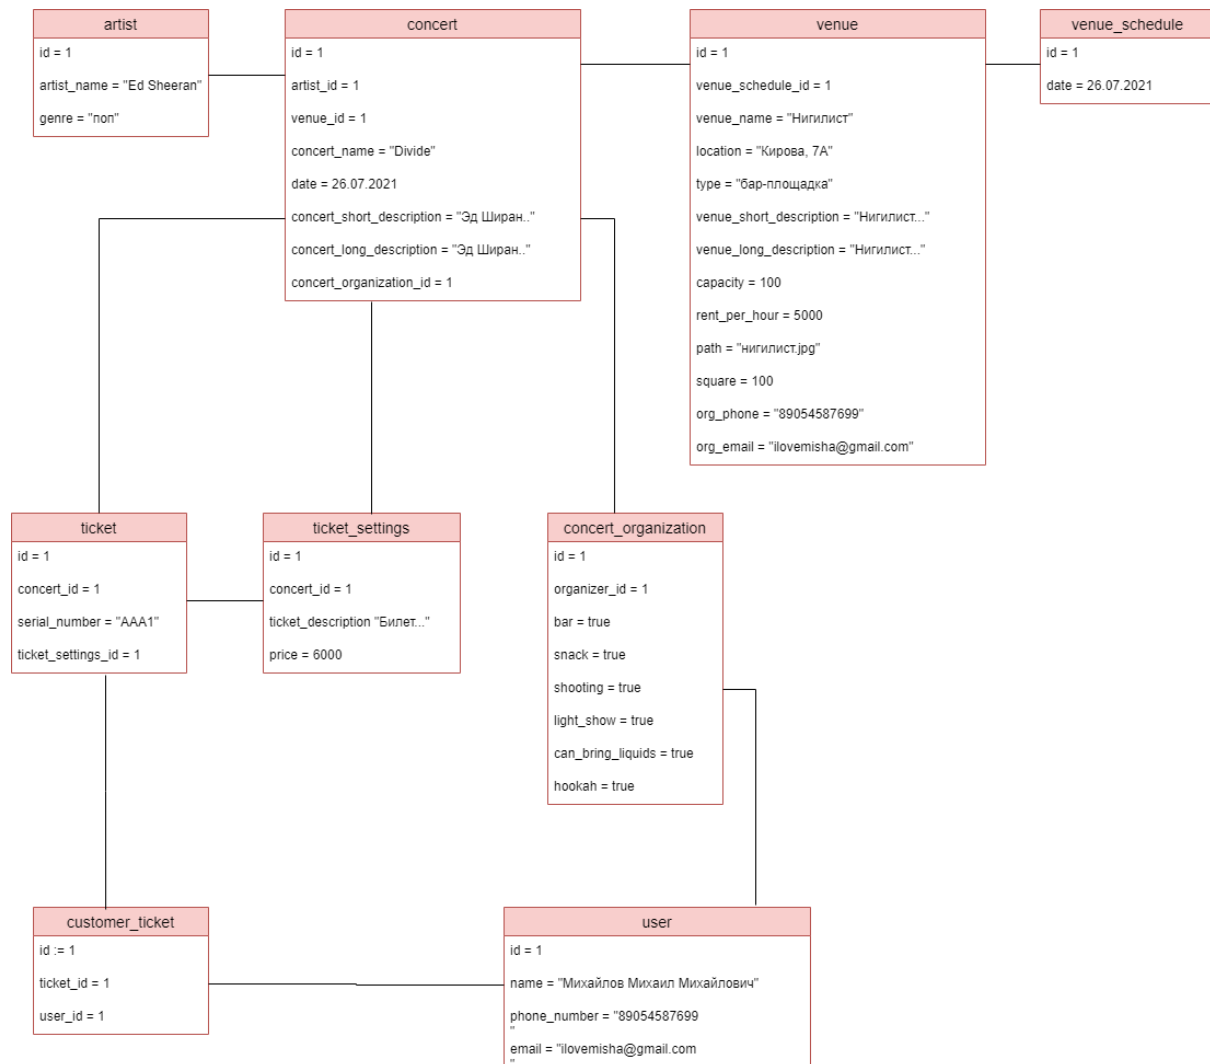 artist
id = 1
artist_name = "Ed Sheeran"
genre = "поп"
concert
id = 1
artist_id = 1
venue_id = 1
concert_name = "Divide"
date = 26.07.2021
concert_short_description = "Эд Ширан.."
concert_long_description = "Эд Ширан.."
concert_organization_id = 1
venue
id = 1
venue_schedule_id = 1
venue_name = "Нигилист"
location = "Кирова, 7А"
type = "бар-площадка"
venue_short_description = "Нигилист..."
venue_long_description = "Нигилист..."
capacity = 100
rent_per_hour = 5000
path = "нигилист.jpg"
square = 100
org_phone = "89054587699"
org_email = "ilovemisha@gmail.com"
venue_schedule
id = 1
date = 26.07.2021
ticket
id = 1
concert_id = 1
serial_number = "AAA1"
ticket_settings_id = 1
ticket_settings
id = 1
concert_id = 1
ticket_description "Билет..."
price = 6000
concert_organization
id = 1
organizer_id = 1
bar = true
snack = true
shooting = true
light_show = true
can_bring_liquids = true
hookah = true
customer_ticket
id := 1
ticket_id = 1
user_id = 1
user
id = 1
name = "Михайлов Михаил Михайлович"
phone_number = "89054587699
"
email = "ilovemisha@gmail.com
"